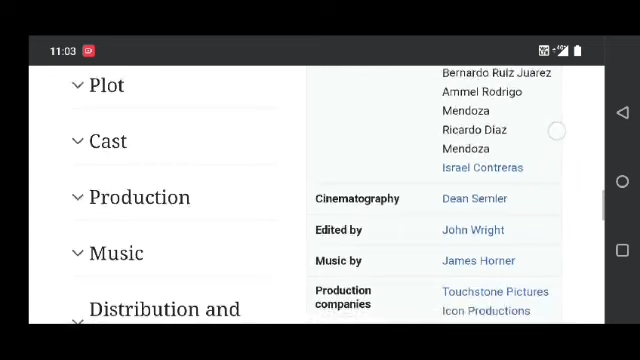 11:03
Plot
Cast
Production
Music
Distribution and
Bernardo Ruiz Juarez
Ammel Rodrigo
Mendoza
Ricardo Diaz
Mendoza
Israel Contreras
Cinematography Dean Semler
Edited by John Wright
Music by James Horner
Production Touchstone Pictures
companies Icon Productions